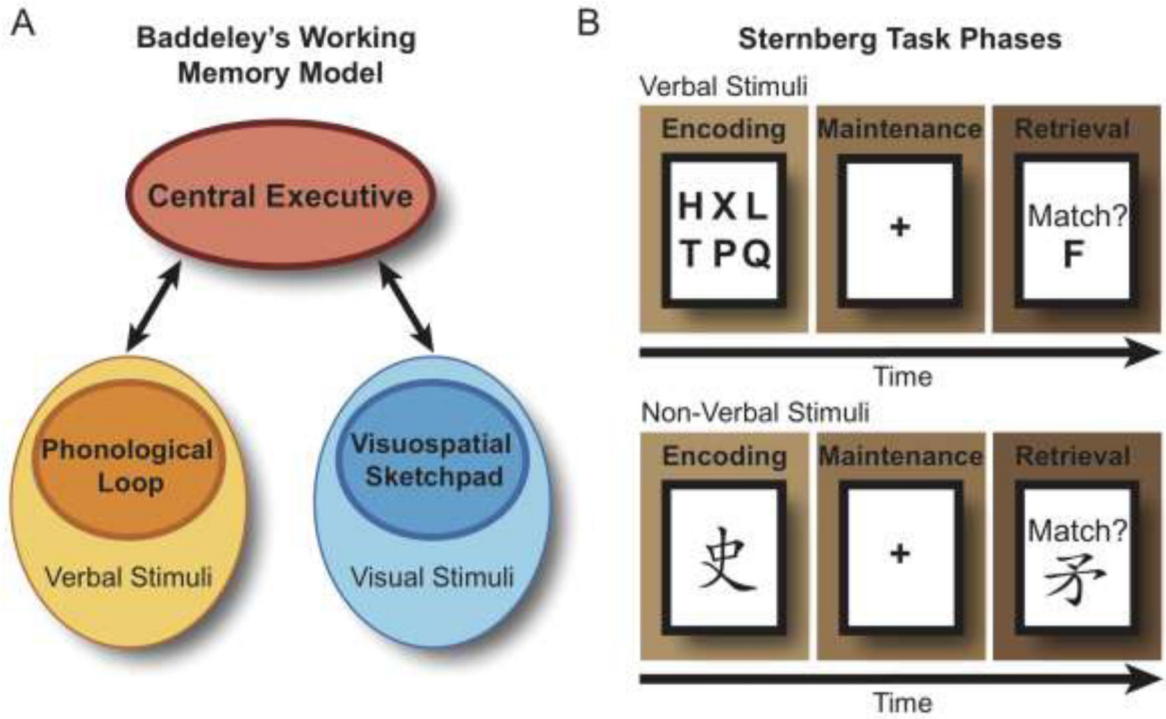 A
Baddeley's Working
Memory Model
Central Executive
Phonological
Loop
Verbal Stimuli
Visuospatial
Sketchpad
Visual Stimuli
B
Sternberg Task Phases
Verbal Stimuli
Encoding
H X L
T P Q
Maintenance
+
Retrieval
Match?
F
Time
Non-Verbal Stimuli
Encoding
史
Maintenance
+
Retrieval
Match?
矛
Time